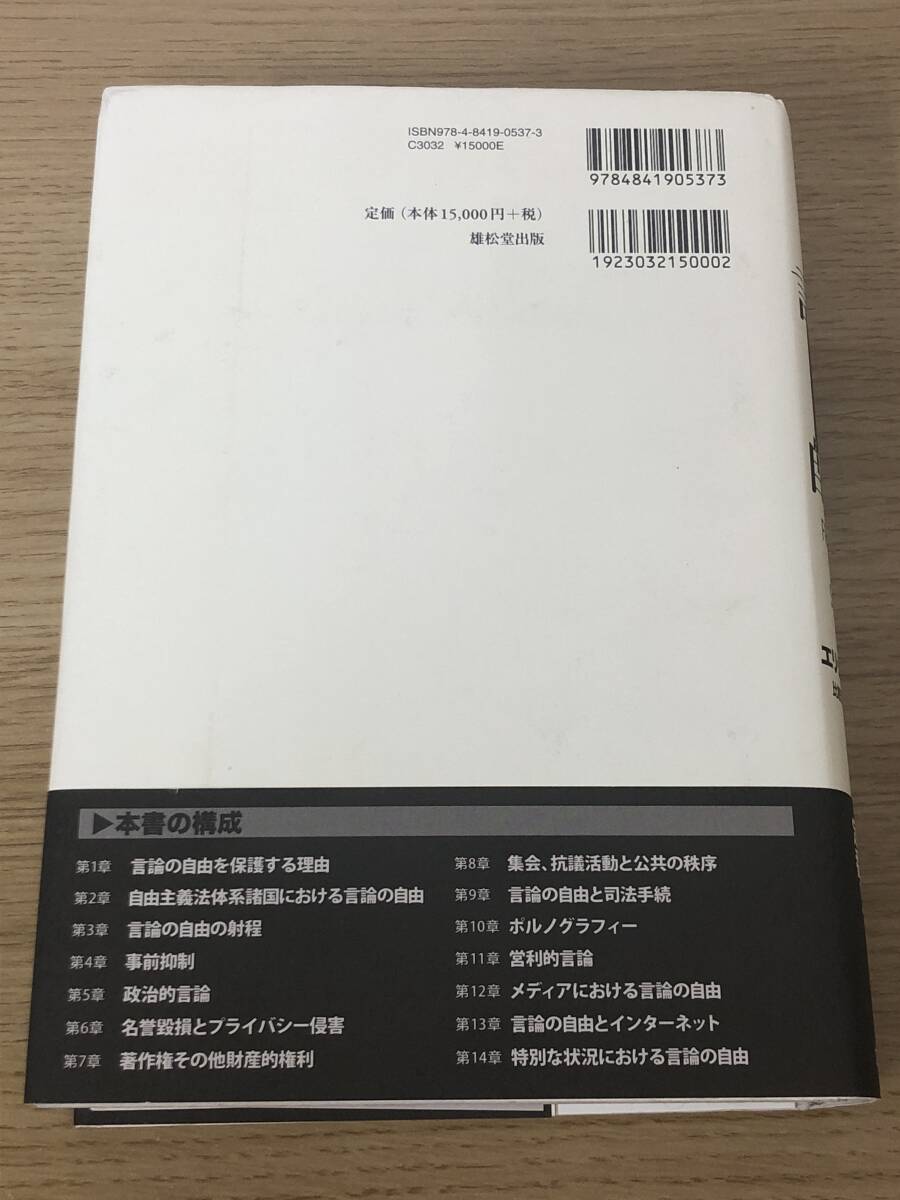 ISBN978-4-8419-0537-3
C3032 ¥15000E
9784841905373
定価（本体15,000円＋税）
雄松堂出版
1923032150002
エリ
▶本書の構成
第1章 言論の自由を保護する理由
第2章 自由主義法体系諸国における言論の自由
第3章 言論の自由の射程
第4章 事前抑制
第5章 政治的言論
第6章 名誉毀損とプライバシー侵害
第7章 著作権その他財産的権利
第8章 集会、抗議活動と公共の秩序
第9章 言論の自由と司法手続
第10章 ポルノグラフィー
第11章 営利的言論
第12章 メディアにおける言論の自由
第13章 言論の自由とインターネット
第14章 特別な状況における言論の自由